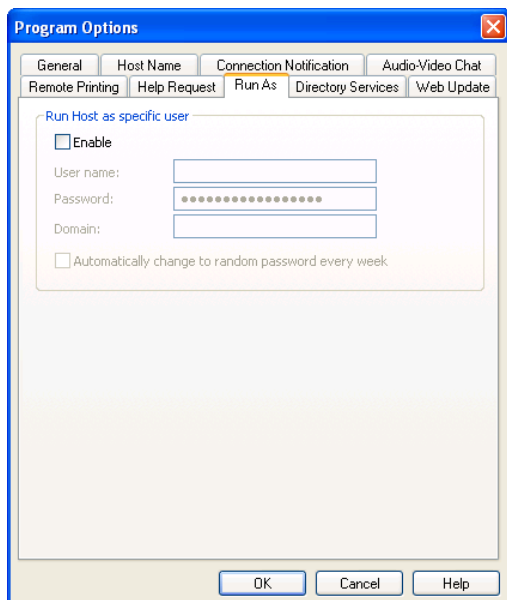 Program Options
General Host Name Connection Notification Audio-Video Chat
Remote Printing Help Request Run As Directory Services Web Update
Run Host as specific user
Enable
User name:
Password: ●●●●●●●●●●●●●●●●●
Domain:
Automatically change to random password every week
OK Cancel Help